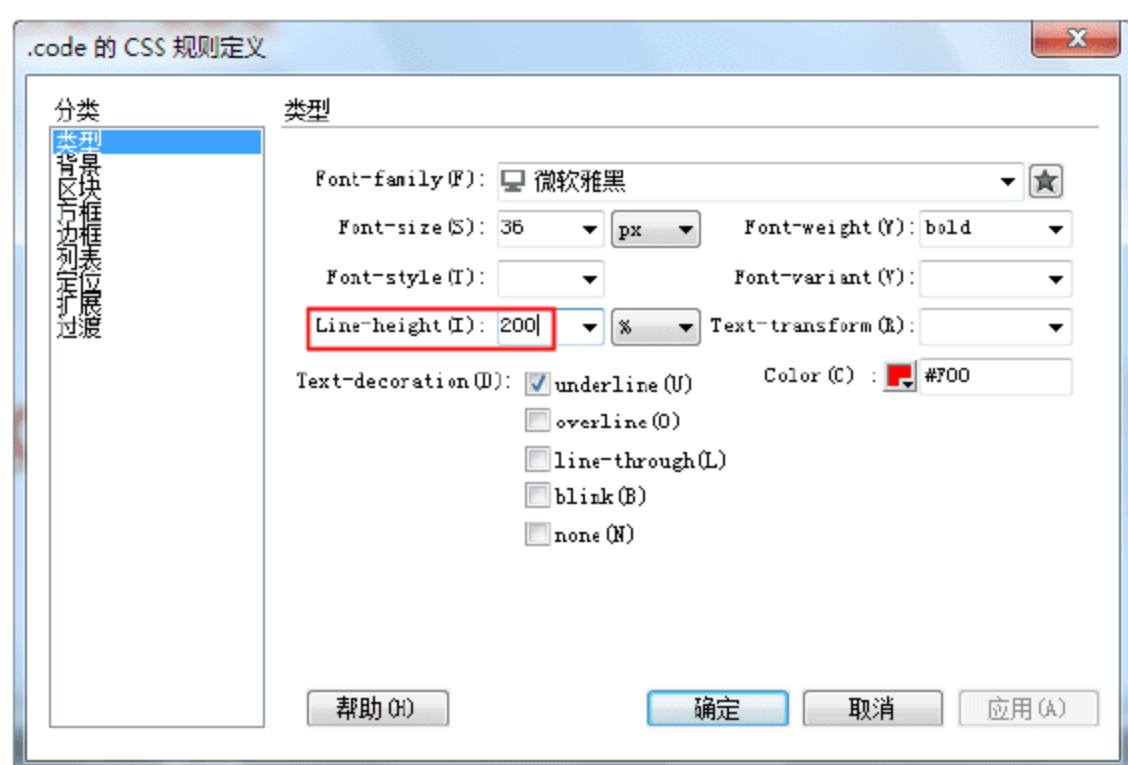 .code 的 CSS 规则定义
分类
类型
背景
区块
方框
边框
列表
定位
扩展
过渡
类型
Font-family(F): 微软雅黑
Font-size(S): 36 px Font-weight(Y): bold
Font-style(T): Font-variant(V):
Line-height(I): 200 % Text-transform(R):
Text-decoration(D): underline(U) Color(C) : #F00
overline(O)
line-through(L)
blink(B)
none(N)
帮助(H) 确定 取消 应用(A)